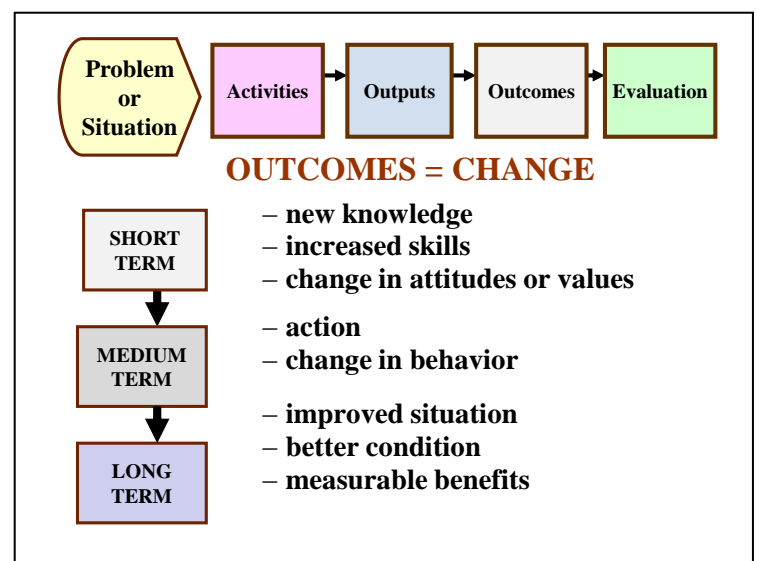 Problem
or
Situation
Activities
Outputs
Outcomes
Evaluation
OUTCOMES = CHANGE
SHORT
TERM
– new knowledge
– increased skills
– change in attitudes or values
MEDIUM
TERM
– action
– change in behavior
LONG
TERM
– improved situation
– better condition
– measurable benefits